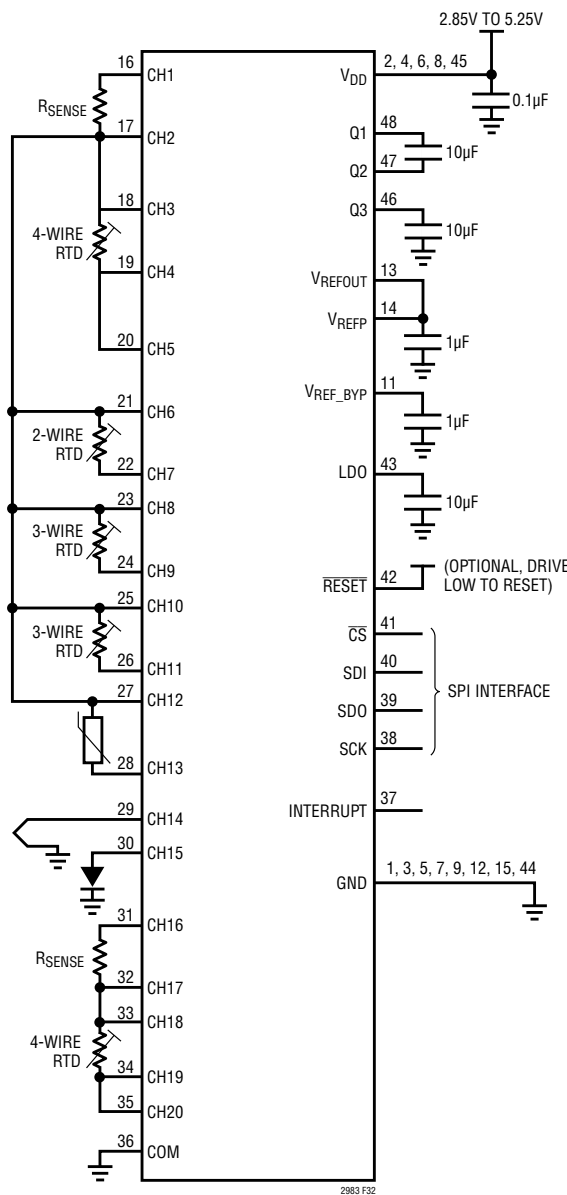 2.85V TO 5.25V
16 CH1
RSENSE
17 CH2
18 CH3
4-WIRE
RTD
19 CH4
20 CH5
21 CH6
2-WIRE
RTD
22 CH7
23 CH8
3-WIRE
RTD
24 CH9
25 CH10
3-WIRE
RTD
26 CH11
27 CH12
28 CH13
29 CH14
30 CH15
31 CH16
RSENSE
32 CH17
33 CH18
4-WIRE
RTD
34 CH19
35 CH20
36 COM
VDD 2, 4, 6, 8, 45
0.1µF
Q1 48
10µF
Q2 47
Q3 46
10µF
VREFOUT 13
VREFP 14
1µF
VREF_BYP 11
1µF
LDO 43
10µF
RESET 42
(OPTIONAL, DRIVE
LOW TO RESET)
CS 41
SDI 40
SPI INTERFACE
SDO 39
SCK 38
INTERRUPT 37
GND 1, 3, 5, 7, 9, 12, 15, 44
2983 F32